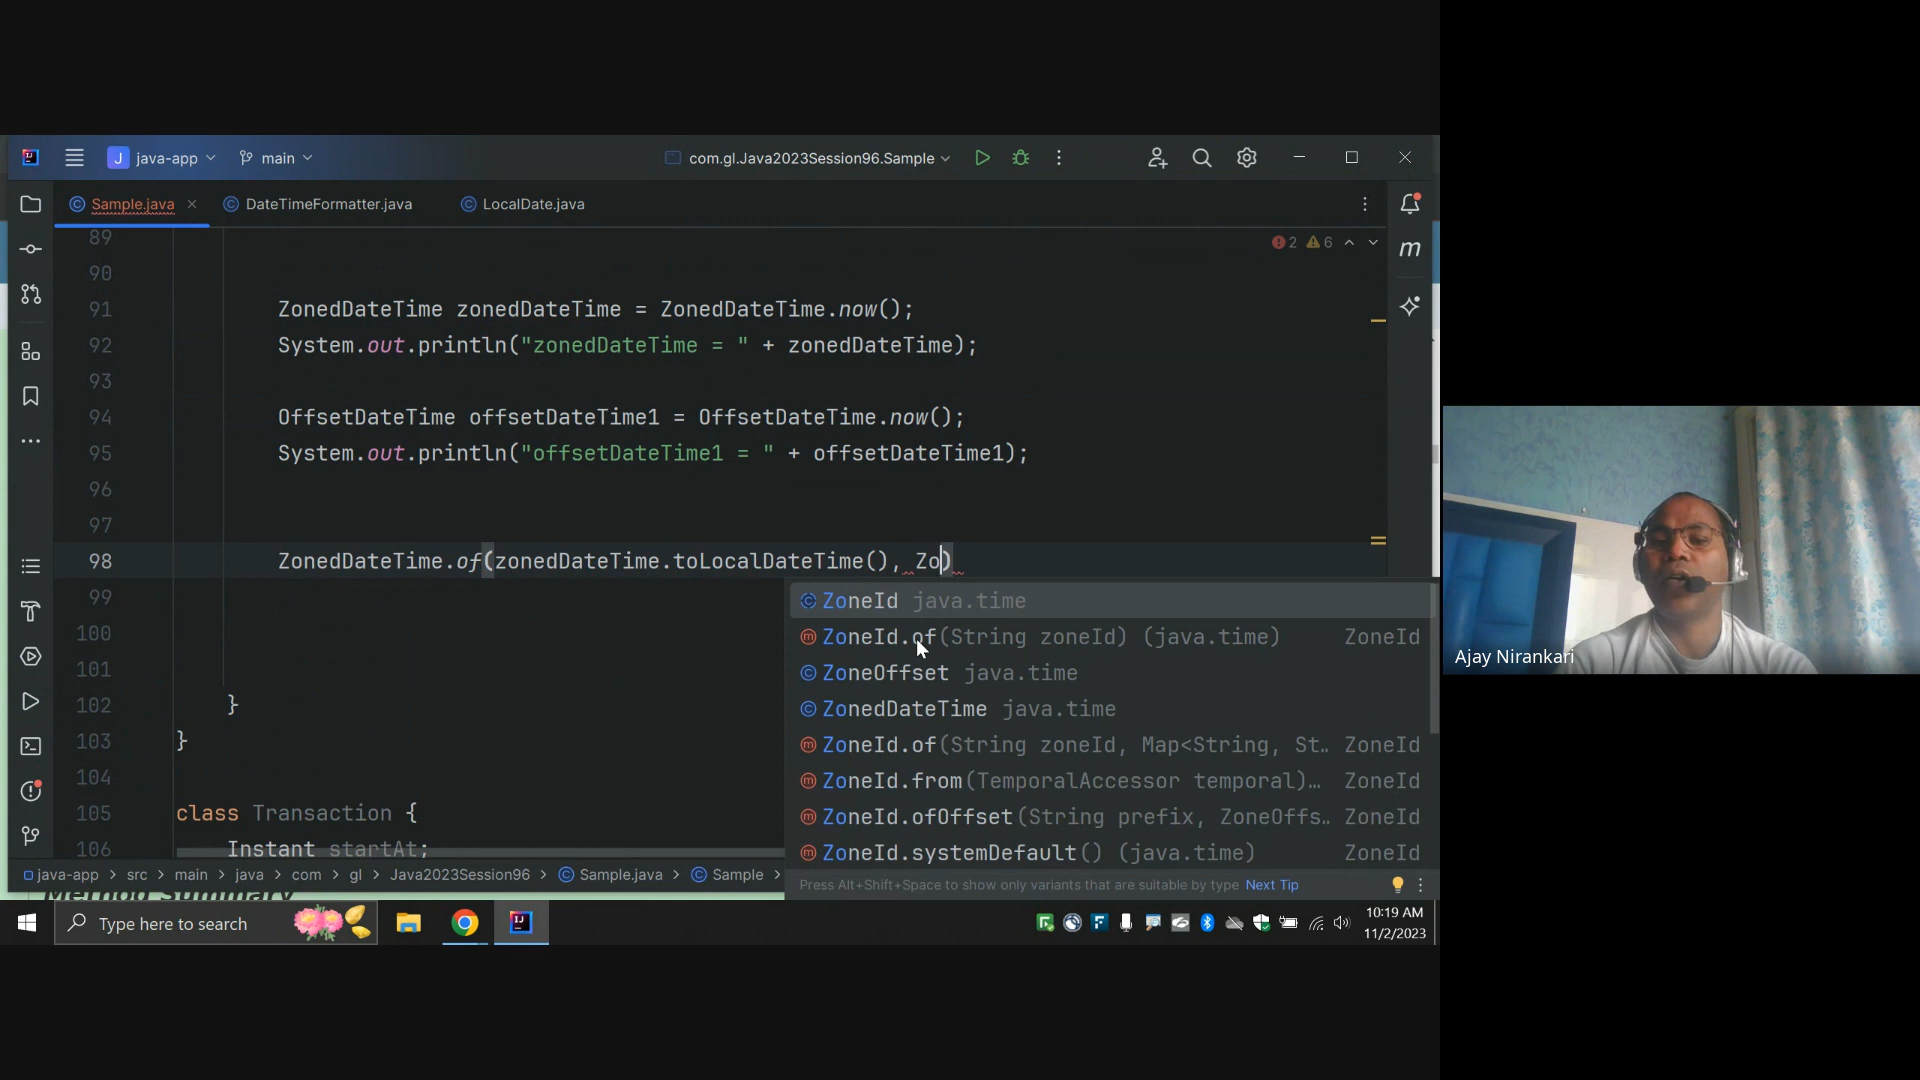 J java-app main com.gl.Java2023Session96.Sample
Sample.java DateTimeFormatter.java LocalDate.java
89
2 6
90
91 ZonedDateTime zonedDateTime = ZonedDateTime.now();
92 System.out.println("zonedDateTime = " + zonedDateTime);
93
94 OffsetDateTime offsetDateTime1 = OffsetDateTime.now();
95 System.out.println("offsetDateTime1 = " + offsetDateTime1);
96
97
98 ZonedDateTime.of(zonedDateTime.toLocalDateTime(), Zo)
99
100
101
102 }
103 }
104
105 class Transaction {
106 Instant startAt;
ZoneId java.time
ZoneId.of(String zoneId) (java.time) ZoneId
ZoneOffset java.time
ZonedDateTime java.time
ZoneId.of(String zoneId, Map<String, St… ZoneId
ZoneId.from(TemporalAccessor temporal)… ZoneId
ZoneId.ofOffset(String prefix, ZoneOffs… ZoneId
ZoneId.systemDefault() (java.time) ZoneId
Press Alt+Shift+Space to show only variants that are suitable by type Next Tip
java-app > src > main > java > com > gl > Java2023Session96 > Sample.java > Sample >
Method Summary
Type here to search
10:19 AM
11/2/2023
Ajay Nirankari